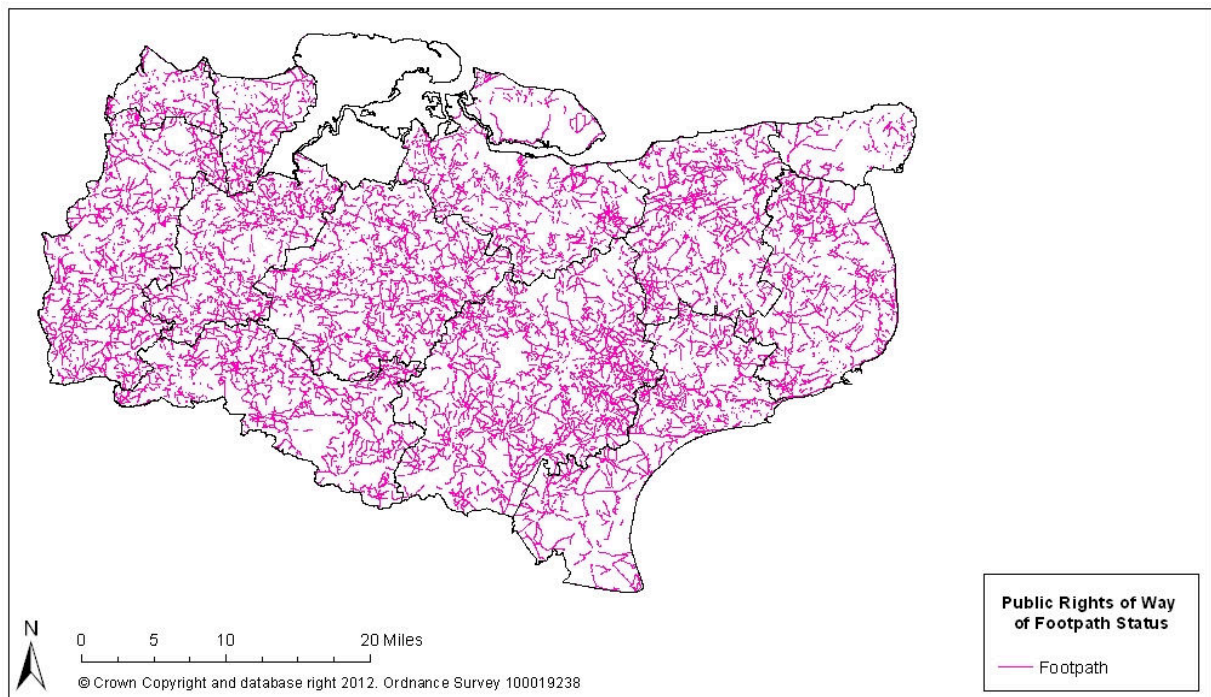 Public Rights of Way
of Footpath Status
Footpath
N
0 5 10 20 Miles
© Crown Copyright and database right 2012. Ordnance Survey 100019238